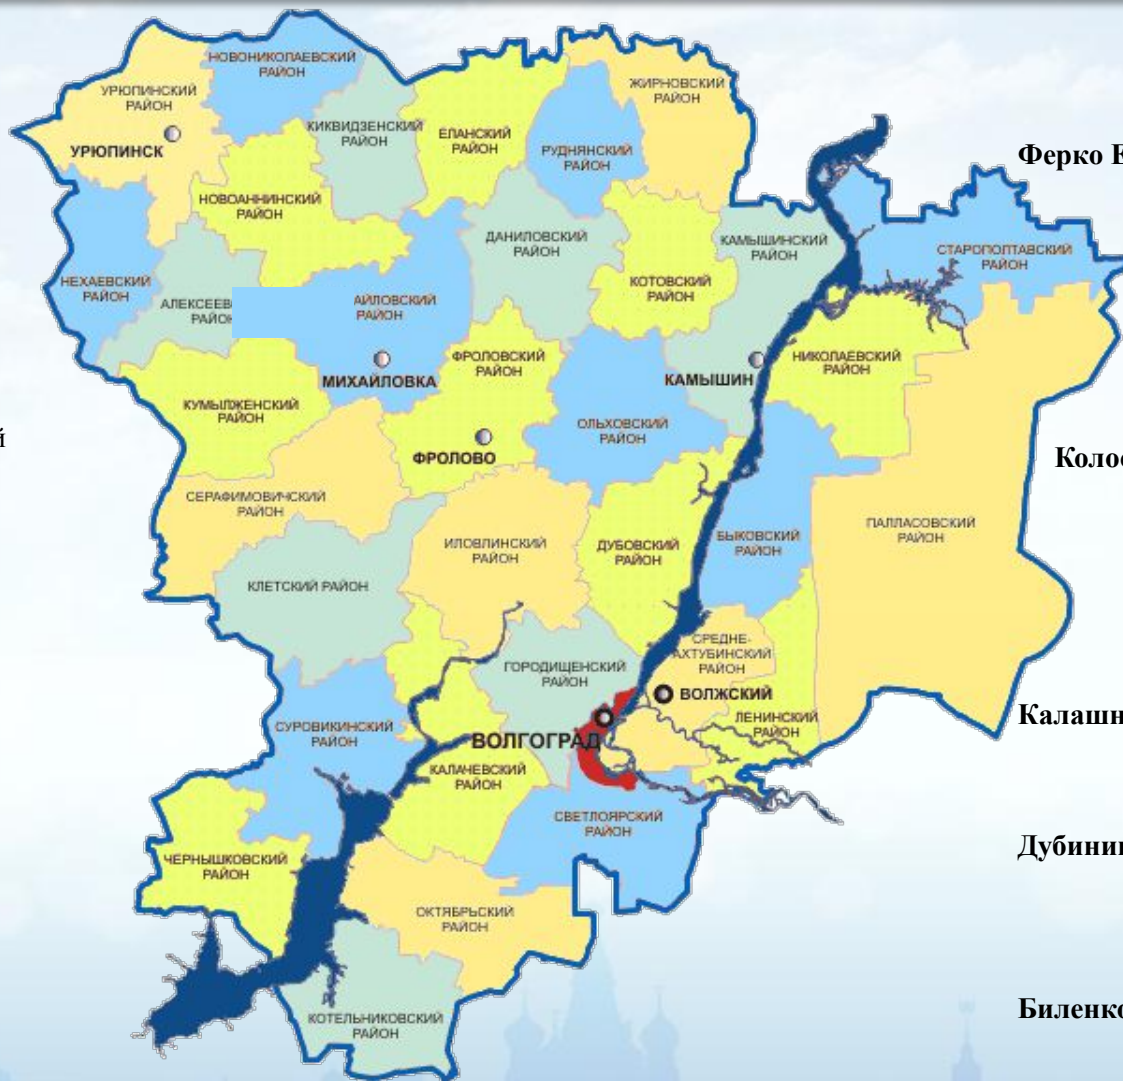 НОВОНИКОЛАЕВСКИЙ
РАЙОН
УРЮПИНСКИЙ
РАЙОН
УРЮПИНСК
КИКВИДЗЕНСКИЙ
РАЙОН
ЕЛАНСКИЙ
РАЙОН
РУДНЯНСКИЙ
РАЙОН
ЖИРНОВСКИЙ
РАЙОН
Ферко Е
НОВОАННИНСКИЙ
РАЙОН
ДАНИЛОВСКИЙ
РАЙОН
КАМЫШИНСКИЙ
РАЙОН
СТАРОПОЛТАВСКИЙ
РАЙОН
НЕХАЕВСКИЙ
РАЙОН
АЛЕКСЕЕВ
РАЙОН
АЙЛОВСКИЙ
РАЙОН
КОТОВСКИЙ
РАЙОН
МИХАЙЛОВКА
ФРОЛОВСКИЙ
РАЙОН
КАМЫШИН
НИКОЛАЕВСКИЙ
РАЙОН
КУМЫЛЖЕНСКИЙ
РАЙОН
ОЛЬХОВСКИЙ
РАЙОН
й
ФРОЛОВО
Колос
СЕРАФИМОВИЧСКИЙ
РАЙОН
ИЛОВЛИНСКИЙ
РАЙОН
ДУБОВСКИЙ
РАЙОН
БЫКОВСКИЙ
РАЙОН
ПАЛЛАСОВСКИЙ
РАЙОН
КЛЕТСКИЙ РАЙОН
ГОРОДИЩЕНСКИЙ
РАЙОН
СРЕДНЕ-
АХТУБИНСКИЙ
РАЙОН
ВОЛЖСКИЙ
Калашн
СУРОВИКИНСКИЙ
РАЙОН
ВОЛГОГРАД
ЛЕНИНСКИЙ
РАЙОН
КАЛАЧЕВСКИЙ
РАЙОН
СВЕТЛОЯРСКИЙ
РАЙОН
Дубинин
ЧЕРНЫШКОВСКИЙ
РАЙОН
ОКТЯБРЬСКИЙ
РАЙОН
КОТЕЛЬНИКОВСКИЙ
РАЙОН
Биленко